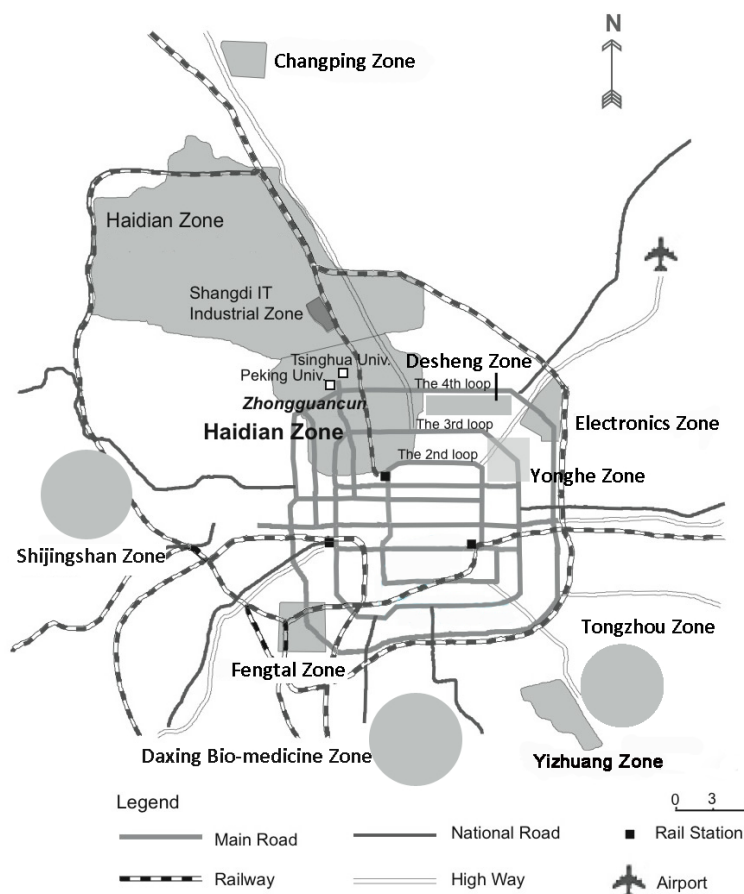 N
Changping Zone
Haidian Zone
Shangdi IT
Industrial Zone
Tsinghua Univ.
Peking Univ.
Zhongguancun
Haidian Zone
Desheng Zone
The 4th loop
The 3rd loop
The 2nd loop
Electronics Zone
Yonghe Zone
Shijingshan Zone
Fengtal Zone
Tongzhou Zone
Daxing Bio-medicine Zone
Yizhuang Zone
Legend
0 3
Main Road
National Road
Rail Station
Railway
High Way
Airport